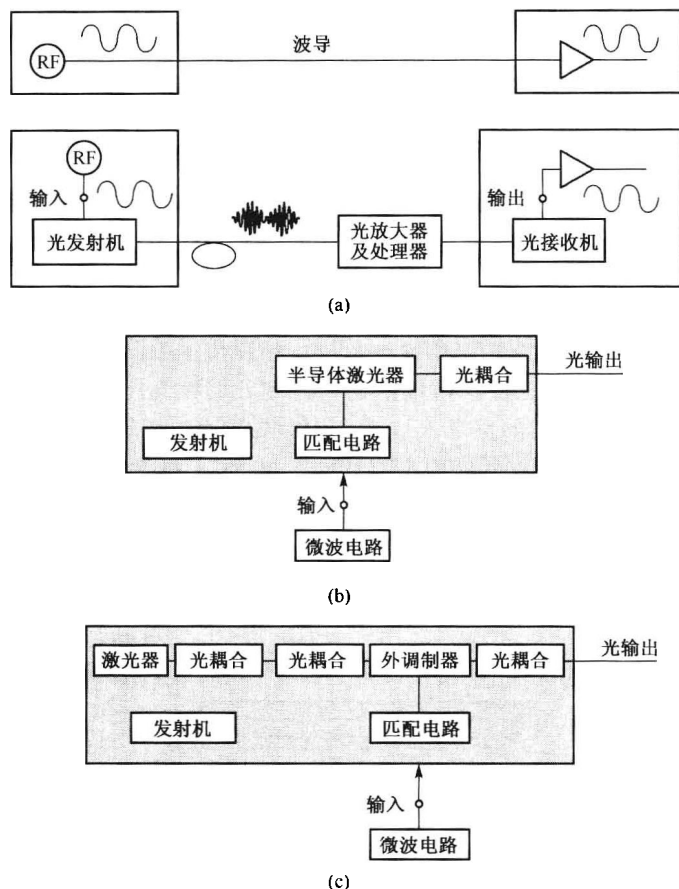 RF
波导
RF
输入
光发射机
光放大器
及处理器
输出
光接收机
(a)
半导体激光器
光耦合
光输出
发射机
匹配电路
输入
微波电路
(b)
激光器
光耦合
光耦合
外调制器
光耦合
光输出
发射机
匹配电路
输入
微波电路
(c)